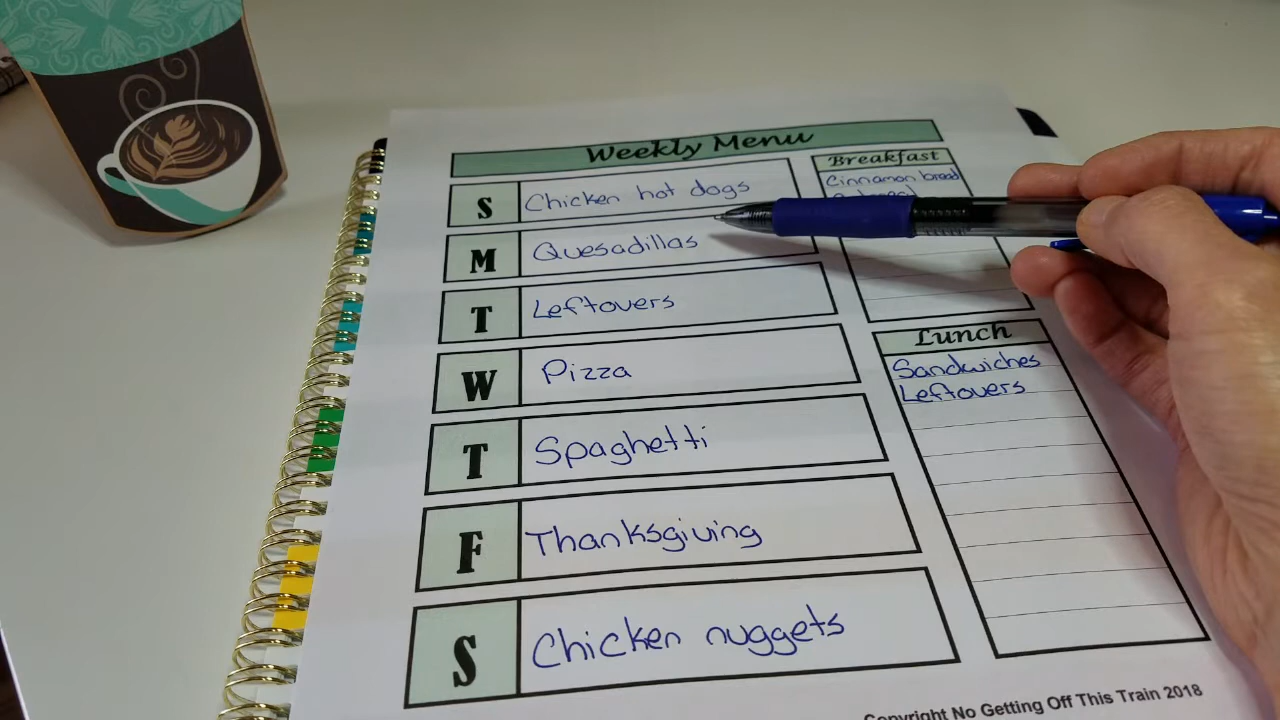 Weekly Menu
S Chicken hot dogs
M Quesadillas
T Leftovers
W Pizza
T Spaghetti
F Thanksgiving
S Chicken nuggets
Breakfast
Cinnamon bread
Lunch
Sandwiches
Leftovers
Copyright No Getting Off This Train 2018